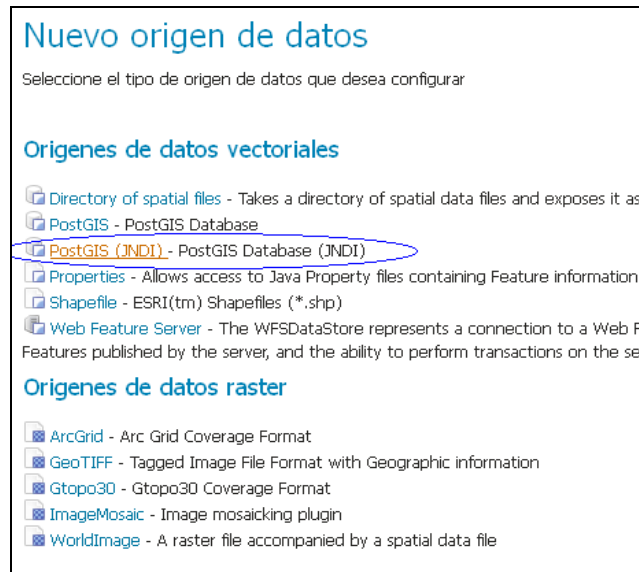 Nuevo origen de datos
Seleccione el tipo de origen de datos que desea configurar
Origenes de datos vectoriales
Directory of spatial files - Takes a directory of spatial data files and exposes it as
PostGIS - PostGIS Database
PostGIS (JNDI) - PostGIS Database (JNDI)
Properties - Allows access to Java Property files containing Feature information
Shapefile - ESRI(tm) Shapefiles (*.shp)
Web Feature Server - The WFSDataStore represents a connection to a Web F
Features published by the server, and the ability to perform transactions on the se
Origenes de datos raster
ArcGrid - Arc Grid Coverage Format
GeoTIFF - Tagged Image File Format with Geographic information
Gtopo30 - Gtopo30 Coverage Format
ImageMosaic - Image mosaicking plugin
WorldImage - A raster file accompanied by a spatial data file